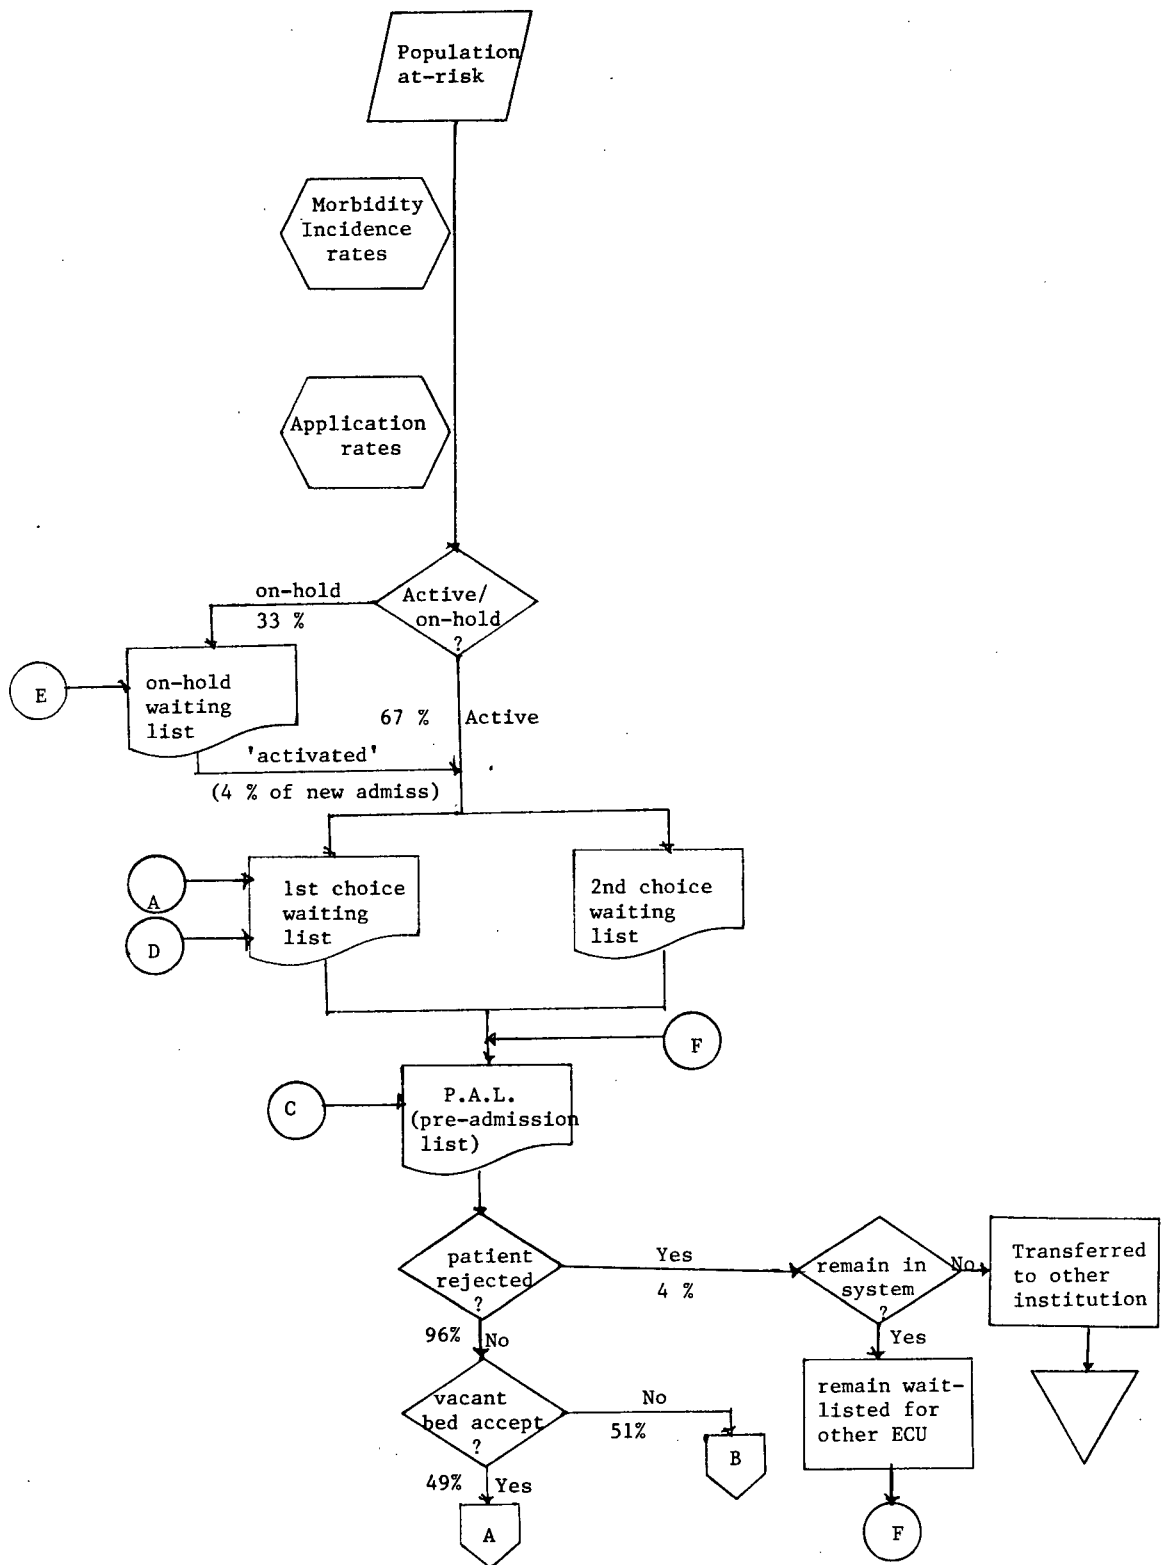 Population
at-risk
Morbidity
Incidence
rates
Application
rates
Active/
on-hold
?
on-hold
33 %
E
on-hold
waiting
list
67 % Active
'activated'
(4 % of new admiss)
A
D
1st choice
waiting
list
2nd choice
waiting
list
F
C
P.A.L.
(pre-admission
list)
patient
rejected
?
Yes
4 %
remain in
system
?
No
Transferred
to other
institution
96% No
Yes
vacant
bed accept
?
No
51%
B
remain wait-
listed for
other ECU
49% Yes
A
F